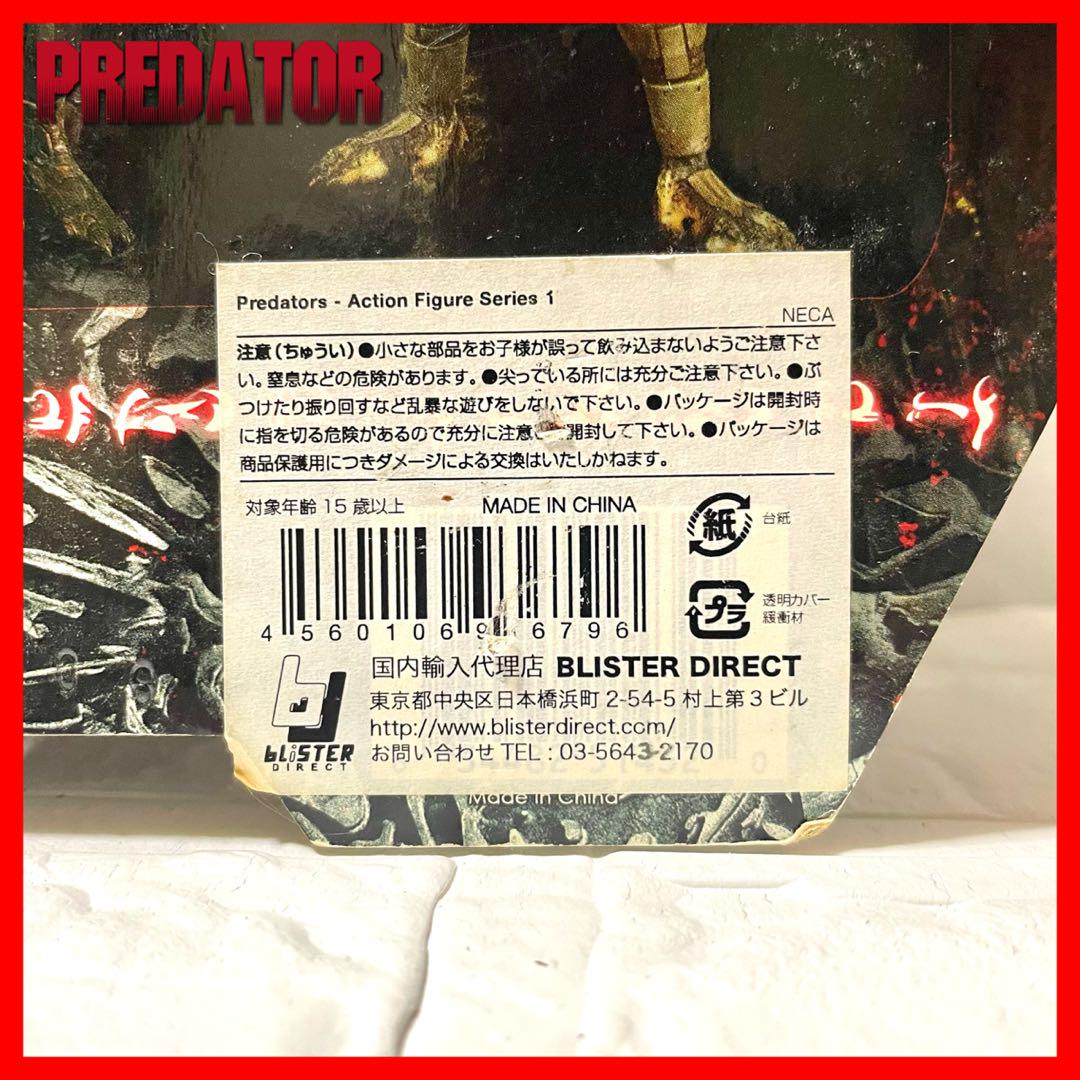 PREDATOR
Predators - Action Figure Series 1
NECA
注意(ちゅうい)●小さな部品をお子様が誤って飲み込まないようご注意下さ
い。窒息などの危険があります。●尖っている所には充分ご注意下さい。●ぶ
つけたり振り回すなど乱暴な遊びをしないで下さい。●パッケージは開封時
に指を切る危険があるので充分に注意 開封して下さい。●パッケージは
商品保護用につきダメージによる交換はいたしかねます。
対象年齢 15 歳以上
MADE IN CHINA
紙
台紙
プラ
透明カバー
緩衝材
4 560106 9 6796
国内輸入代理店 BLISTER DIRECT
東京都中央区日本橋浜町 2-54-5 村上第3ビル
http://www.blisterdirect.com/
お問い合わせ TEL : 03-5643-2170
BLiSTER
DIRECT
Made in China